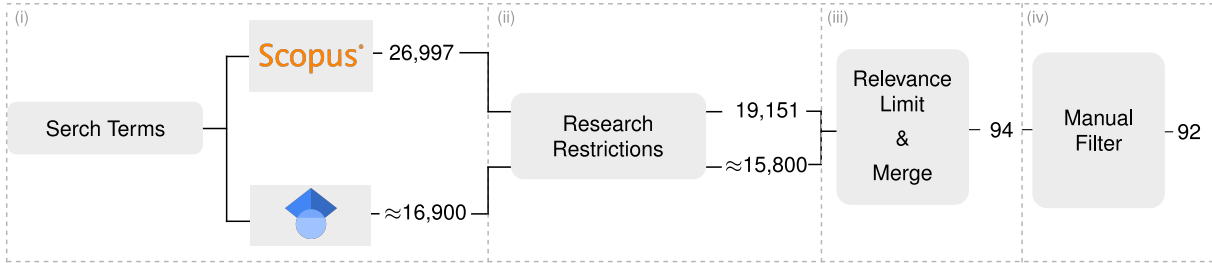 (i)
Serch Terms
Scopus
26,997
≈16,900
(ii)
Research
Restrictions
19,151
≈15,800
(iii)
Relevance
Limit
&
Merge
94
(iv)
Manual
Filter
92